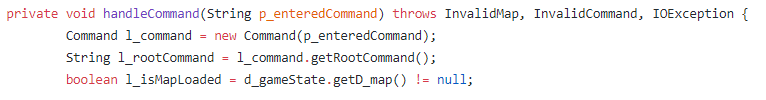 private void handleCommand(String p_enteredCommand) throws InvalidMap, InvalidCommand, IOException {
Command l_command = new Command(p_enteredCommand);
String l_rootCommand = l_command.getRootCommand();
boolean l_isMapLoaded = d_gameState.getD_map() != null;